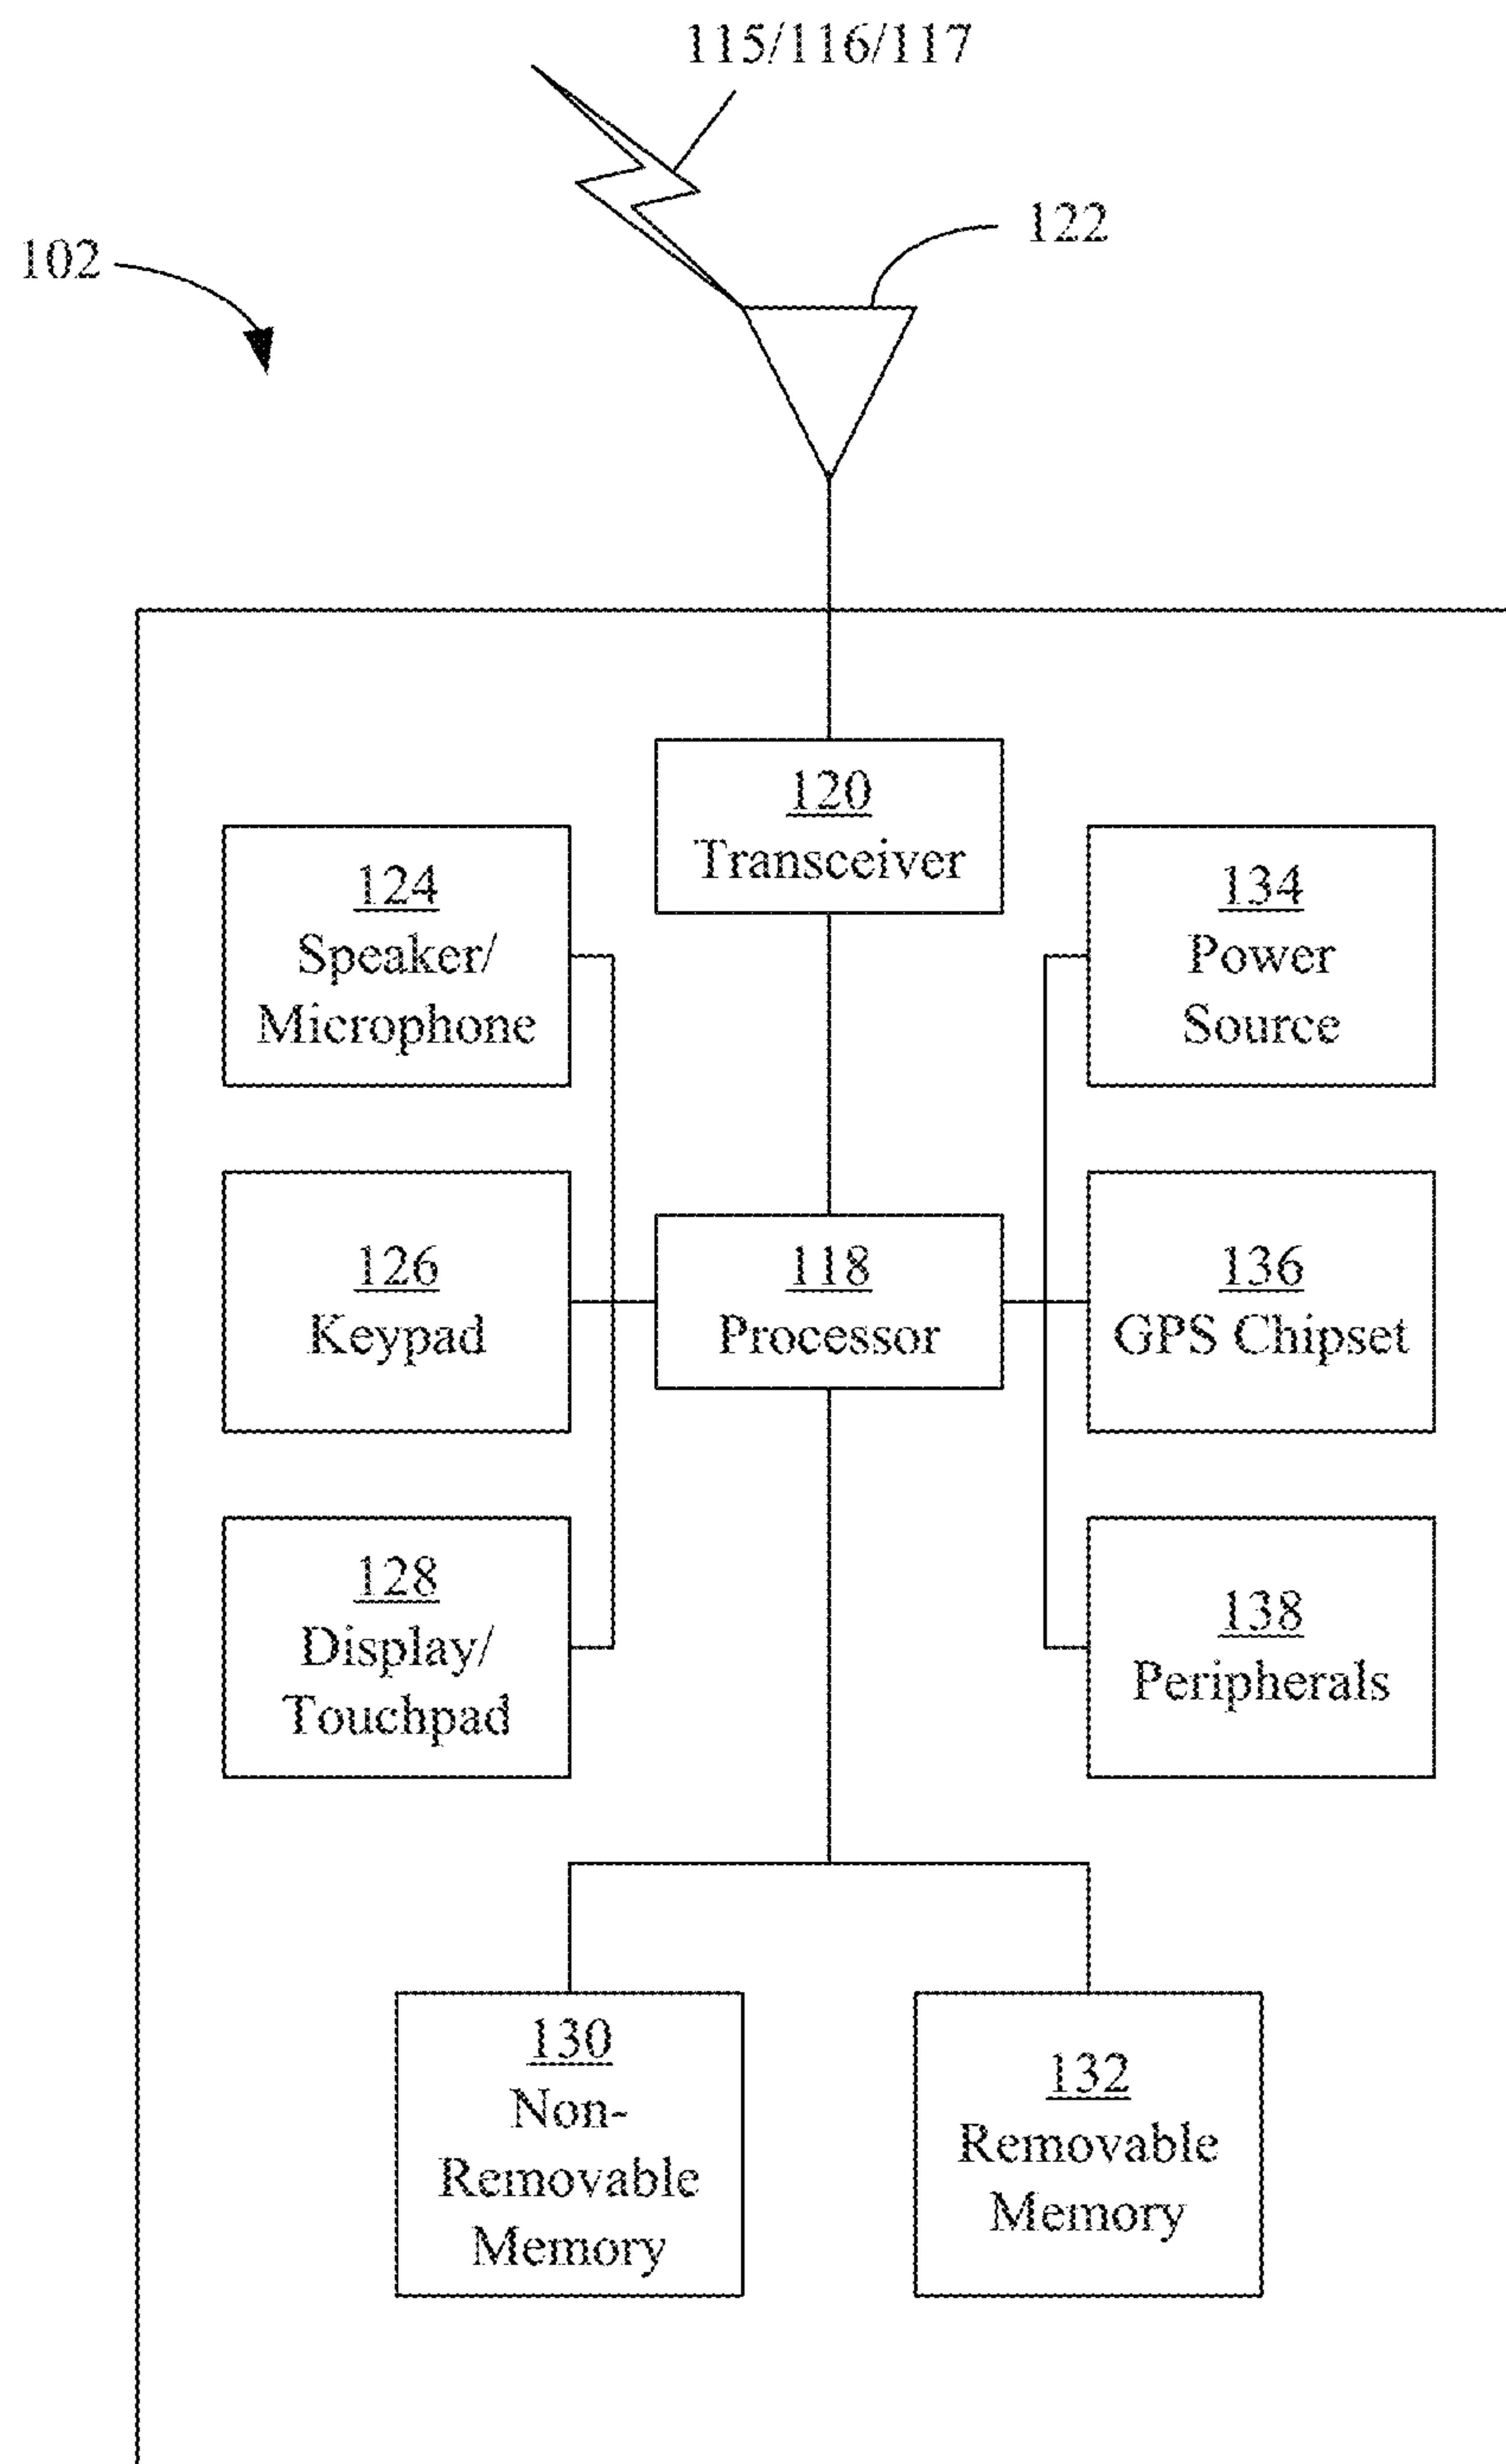 115/116/117
122
102
120
Transceiver
124
Speaker/
Microphone
134
Power
Source
126
Keypad
118
Processor
136
GPS Chipset
128
Display/
Touchpad
138
Peripherals
130
Non-
Removable
Memory
132
Removable
Memory